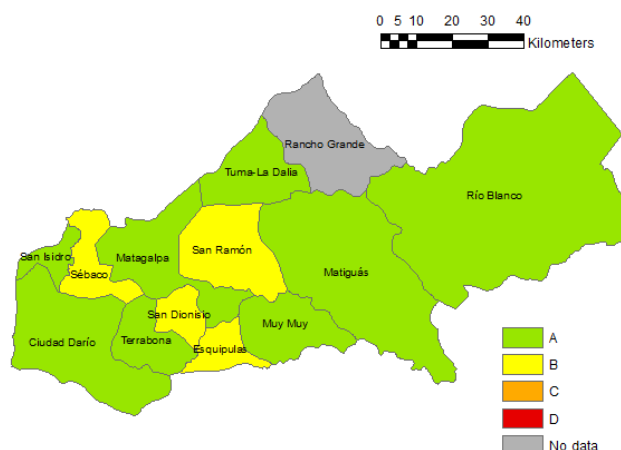 0 5 10 20 30 40
Kilometers
Rancho Grande
Tuma-La Dalia
Río Blanco
San Isidro
Sébaco
Matagalpa
San Ramón
Matiguás
San Dionisio
Muy Muy
Ciudad Darío
Terrabona
Esquipulas
A
B
C
D
No data